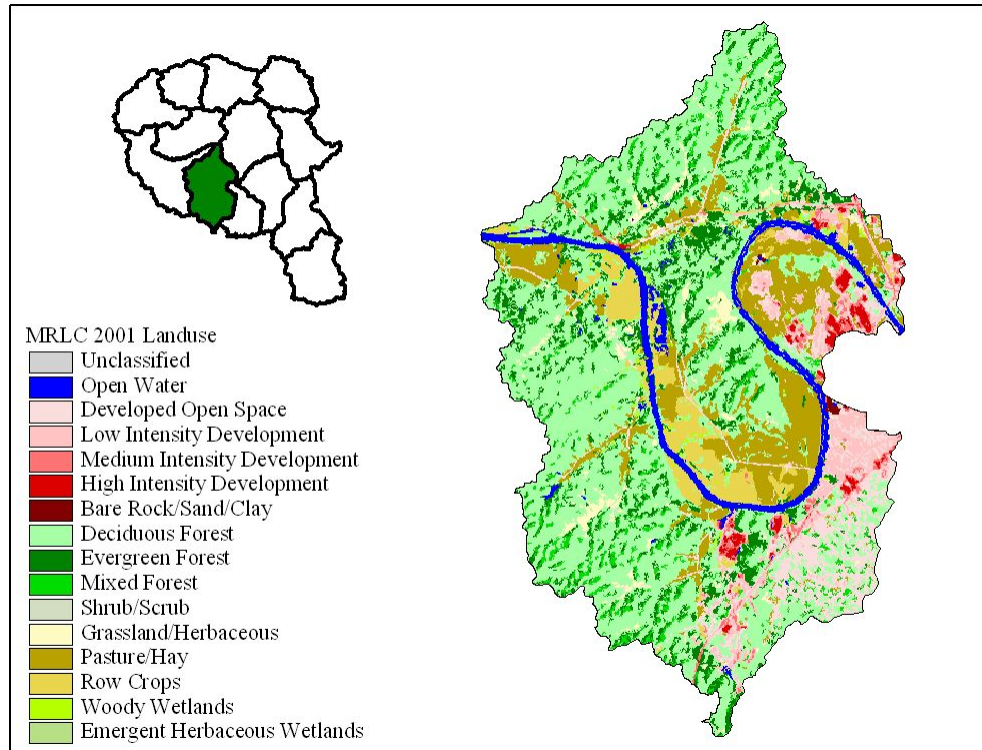 MRLC 2001 Landuse
Unclassified
Open Water
Developed Open Space
Low Intensity Development
Medium Intensity Development
High Intensity Development
Bare Rock/Sand/Clay
Deciduous Forest
Evergreen Forest
Mixed Forest
Shrub/Scrub
Grassland/Herbaceous
Pasture/Hay
Row Crops
Woody Wetlands
Emergent Herbaceous Wetlands